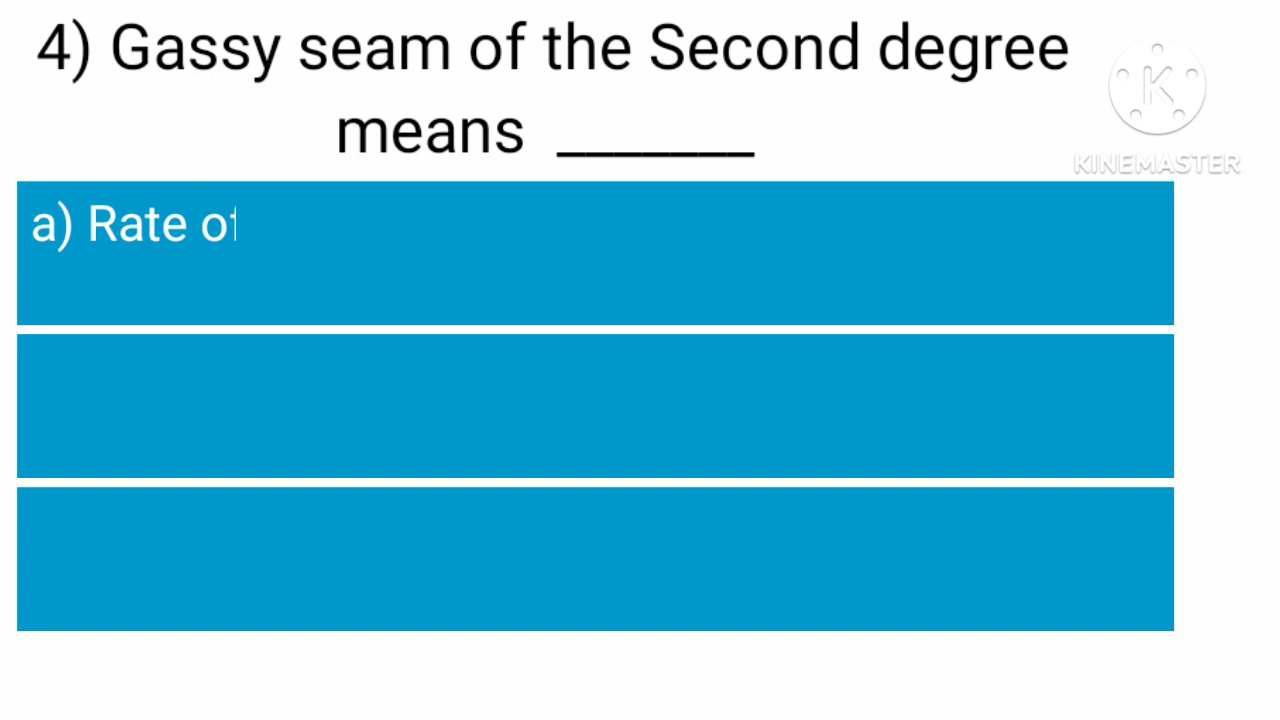 4) Gassy seam of the Second degree
means _______
K
KINEMASTER
a) Rate of